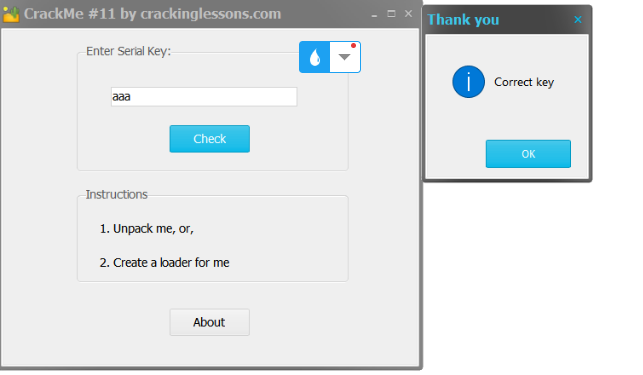 CrackMe #11 by crackinglessons.com
Enter Serial Key:
aaa
Check
Instructions
1. Unpack me, or,
2. Create a loader for me
About
Thank you
Correct key
OK